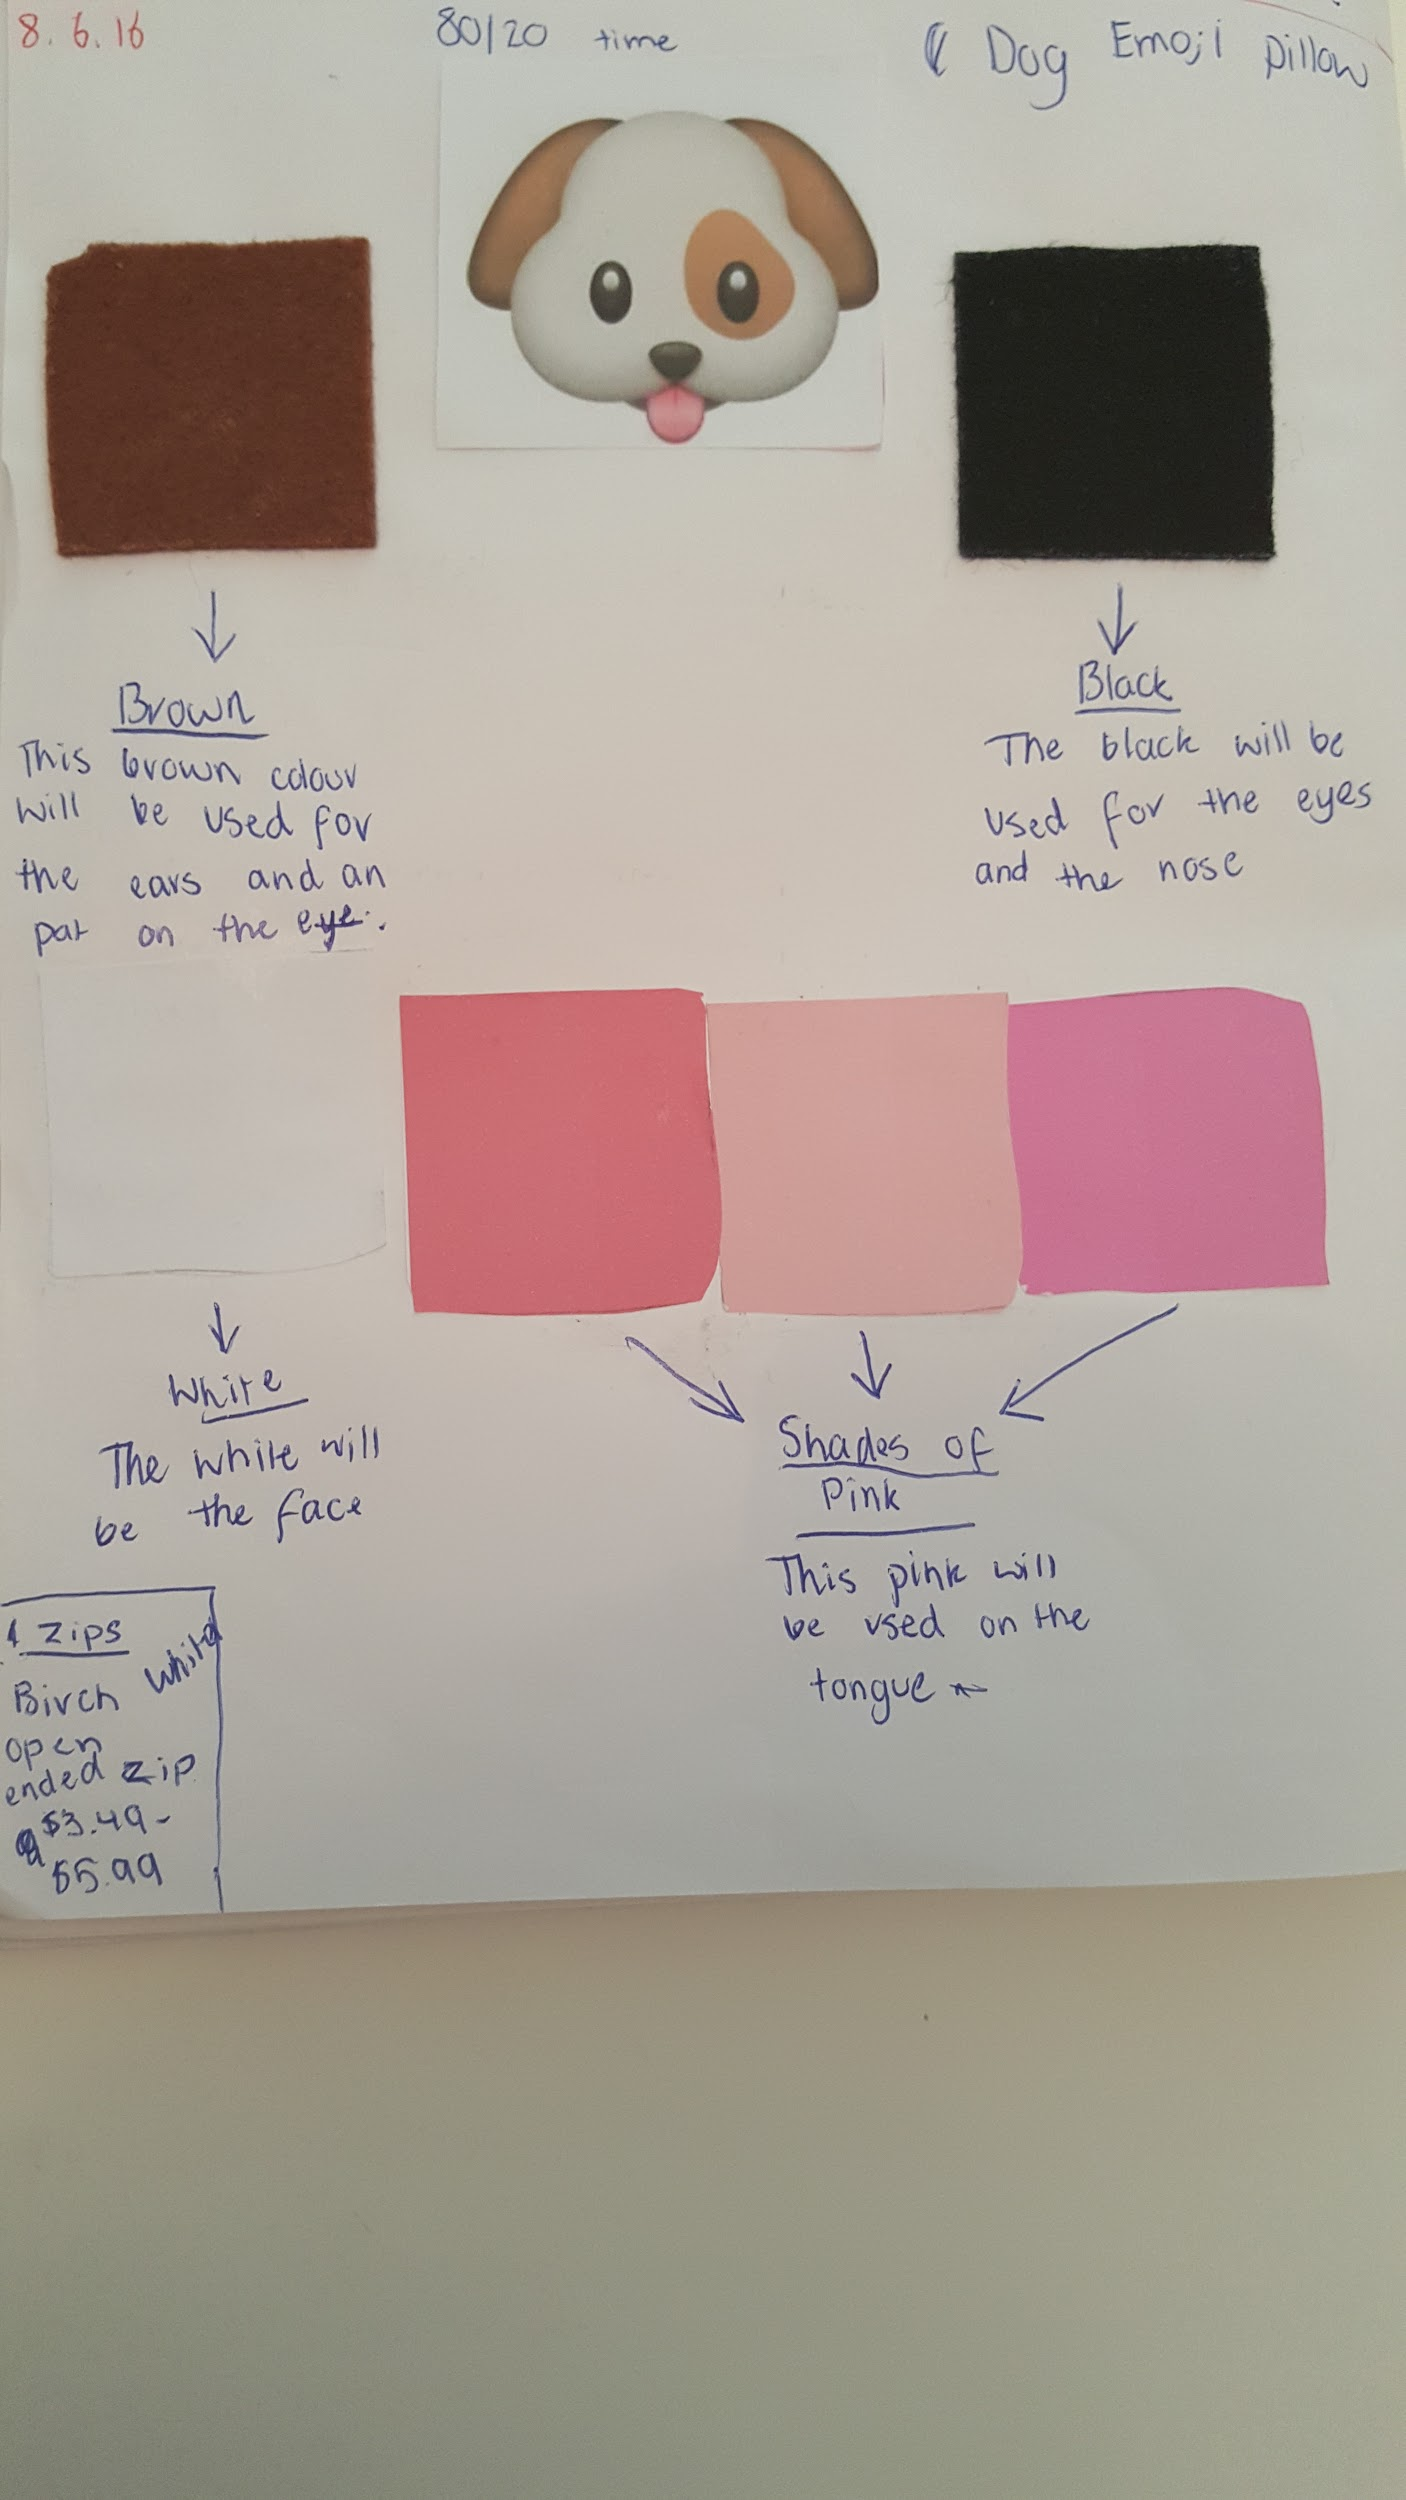 8.6.16
80/20 time
Dog Emoji Pillow
Brown
This brown colour
will be used for
the ears and an
pat on the eye.
Black
The black will be
used for the eyes
and the nose
White
The white will
be the face
Shades of
Pink
This pink will
be used on the
tongue
Zips
White
Birch
open
ended zip
$3.49-
$5.99